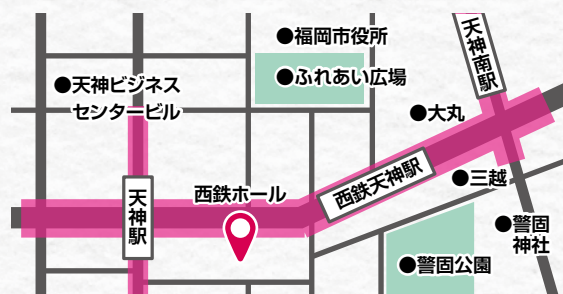 ●福岡市役所
天神南駅
●ふれあい広場
●天神ビジネス
センタービル
●大丸
西鉄天神駅
●三越
西鉄ホール
天神駅
●警固
神社
●警固公園